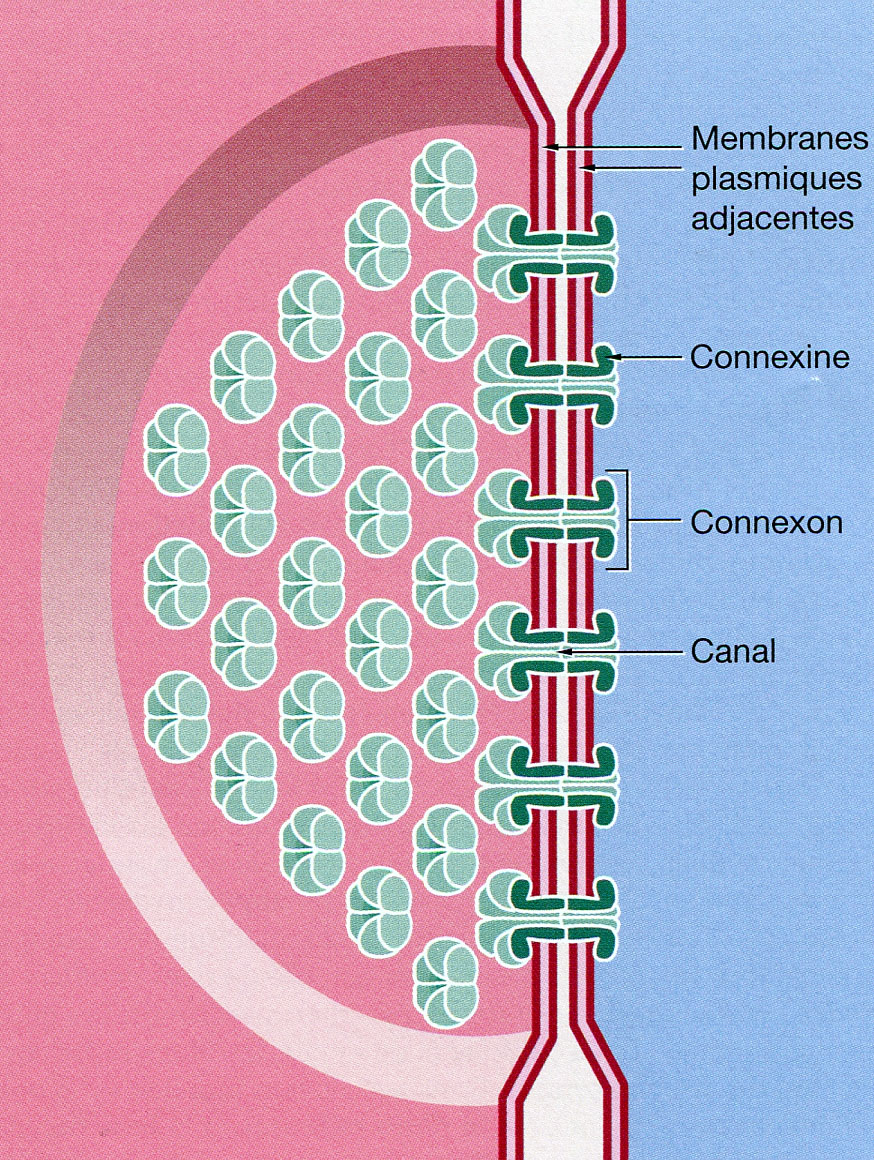 Membranes
plasmiques
adjacentes
Connexine
Connexon
Canal